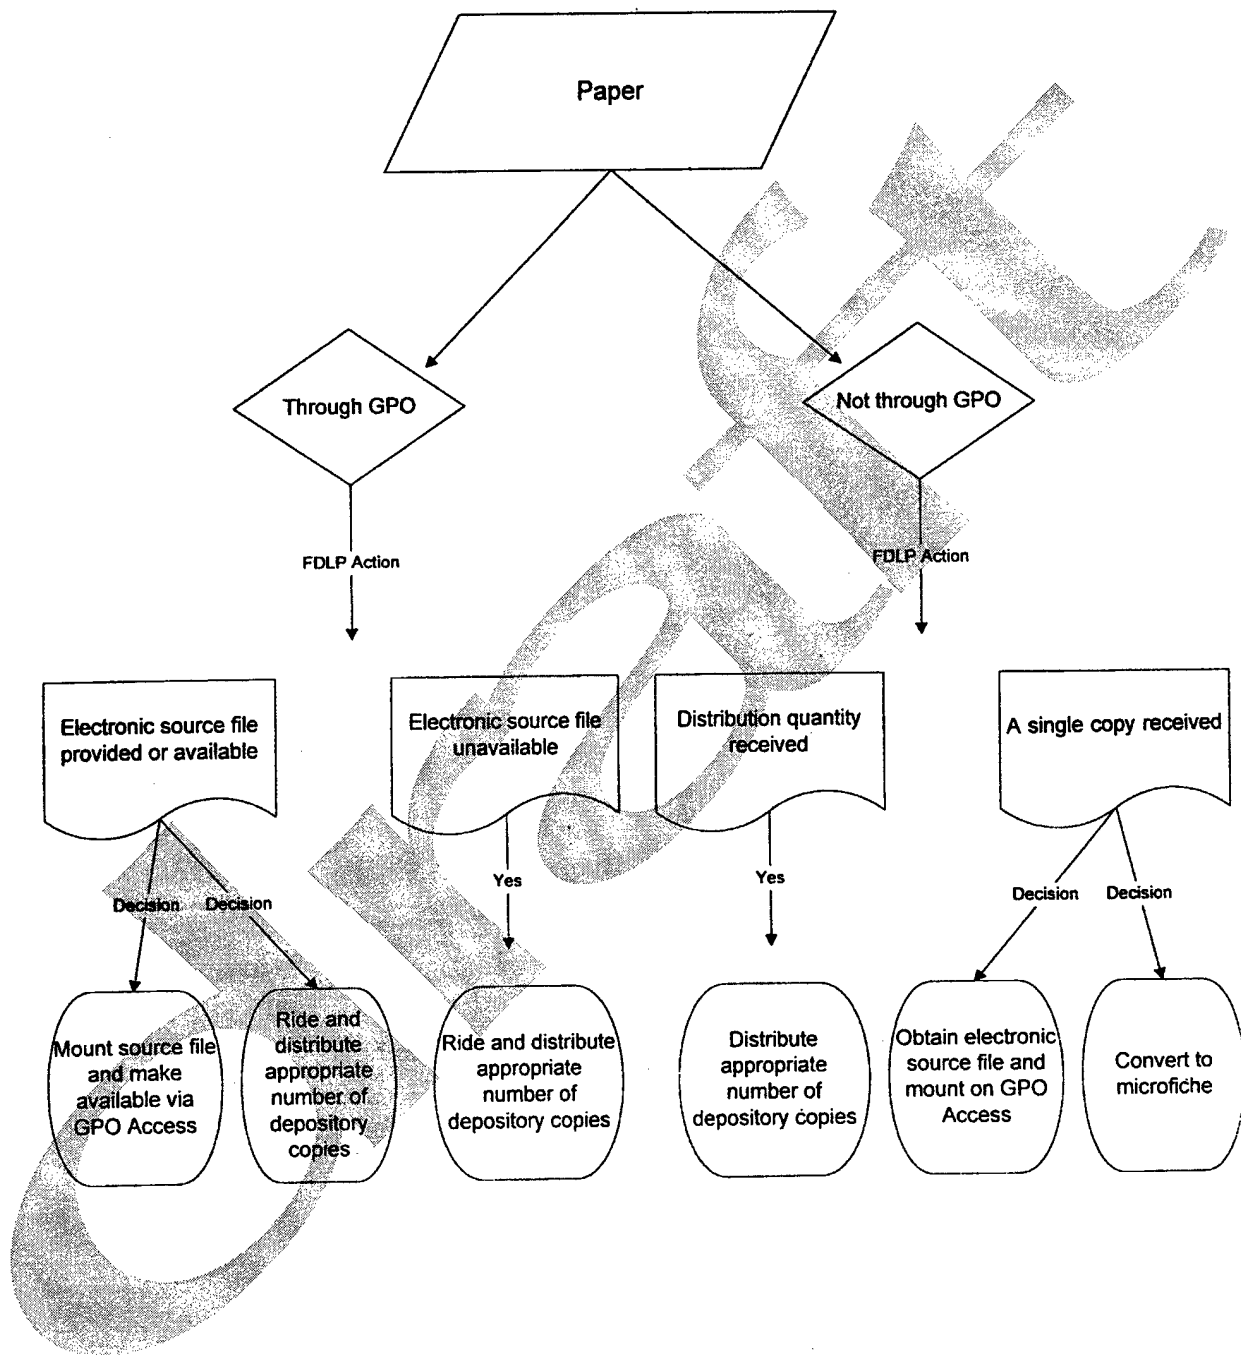 Paper
Through GPO
Not through GPO
FDLP Action
FDLP Action
Electronic source file
provided or available
Electronic source file
unavailable
Distribution quantity
received
A single copy received
Decision
Decision
Yes
Yes
Decision
Decision
Mount source file
and make
available via
GPO Access
Ride and
distribute
appropriate
number of
depository
copies
Ride and distribute
appropriate
number of
depository copies
Distribute
appropriate
number of
depository copies
Obtain electronic
source file and
mount on GPO
Access
Convert to
microfiche